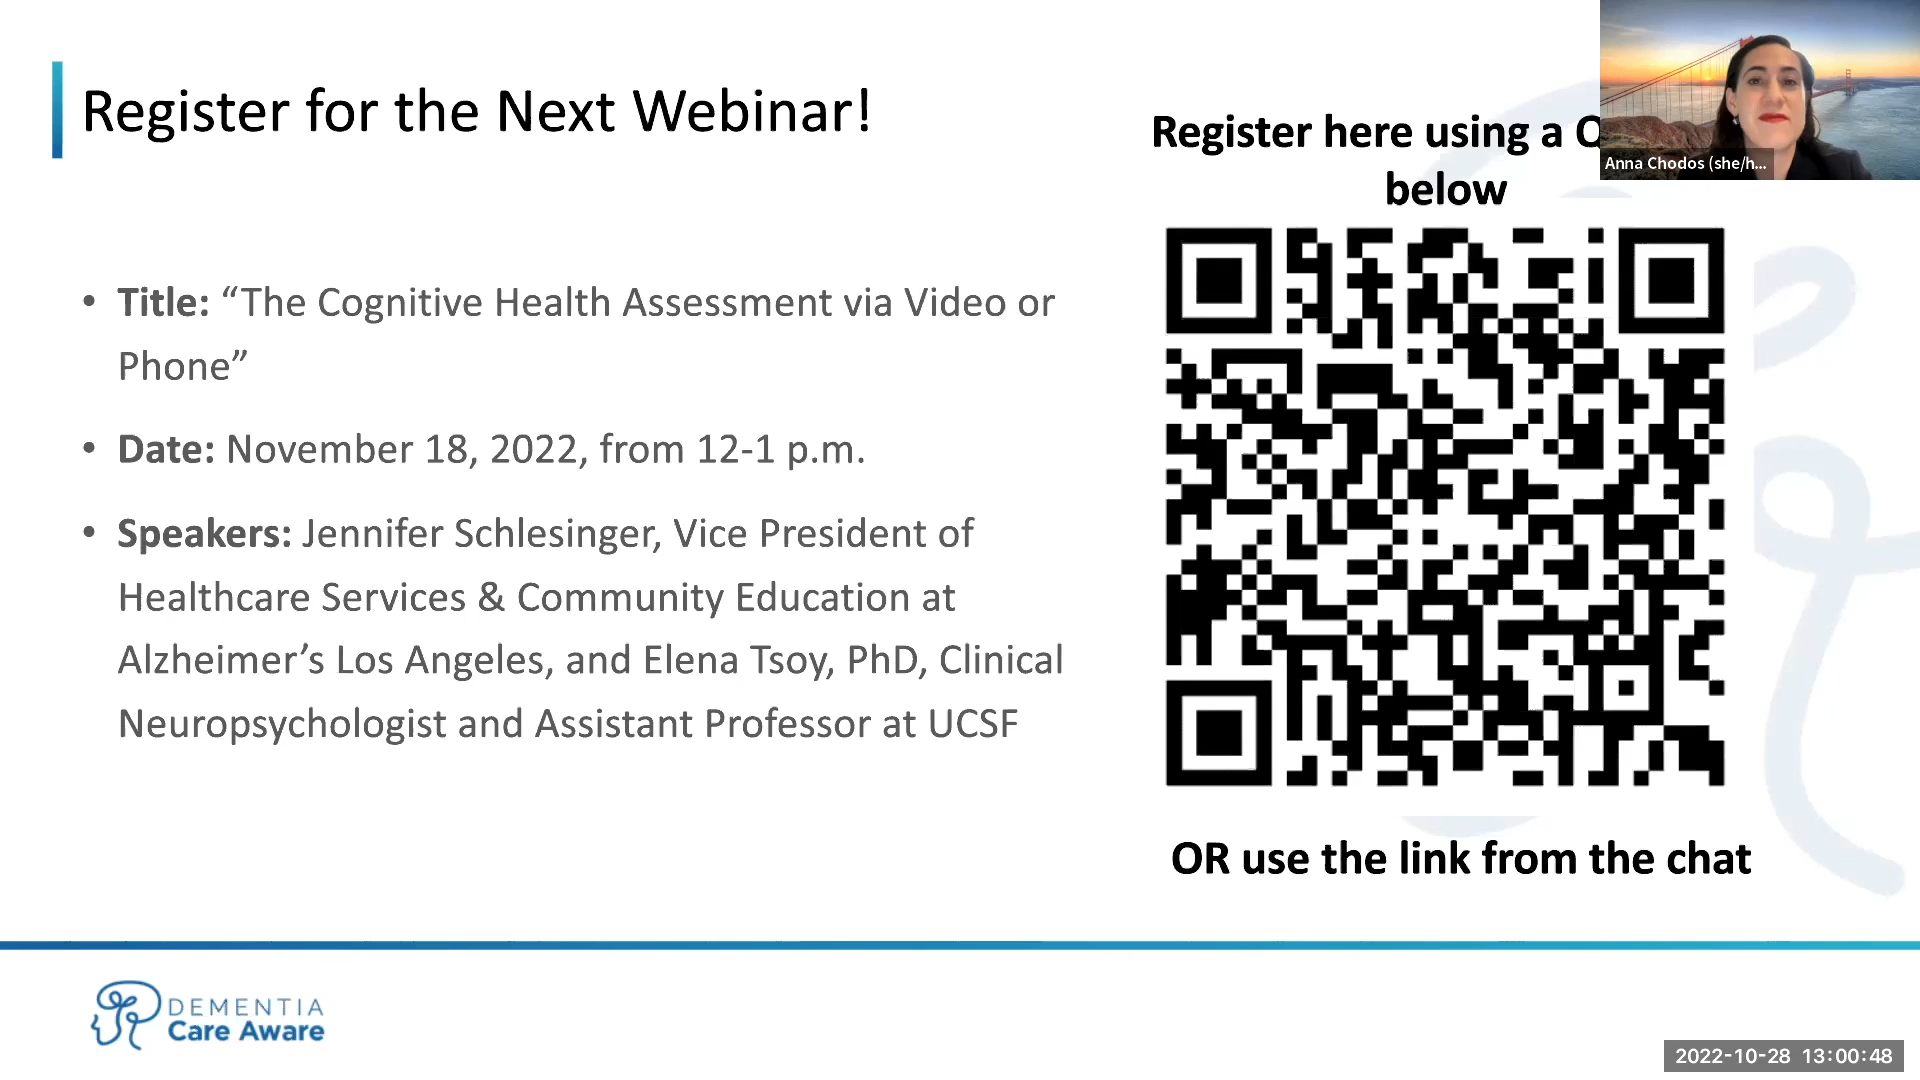 Register for the Next Webinar!
Register here using a
below
Anna Chodos (she/h...
• Title: “The Cognitive Health Assessment via Video or
Phone”
• Date: November 18, 2022, from 12-1 p.m.
• Speakers: Jennifer Schlesinger, Vice President of
Healthcare Services & Community Education at
Alzheimer’s Los Angeles, and Elena Tsoy, PhD, Clinical
Neuropsychologist and Assistant Professor at UCSF
OR use the link from the chat
DEMENTIA
Care Aware
2022-10-28 13:00:48